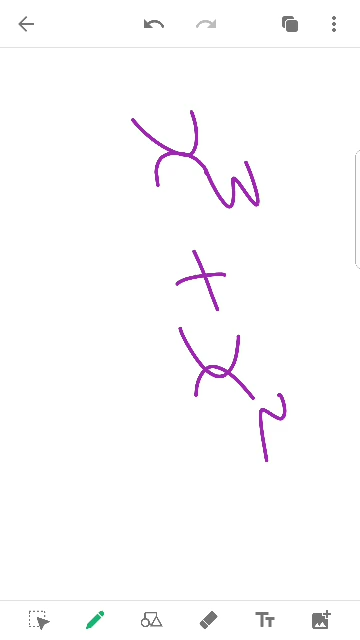 x³ + x²